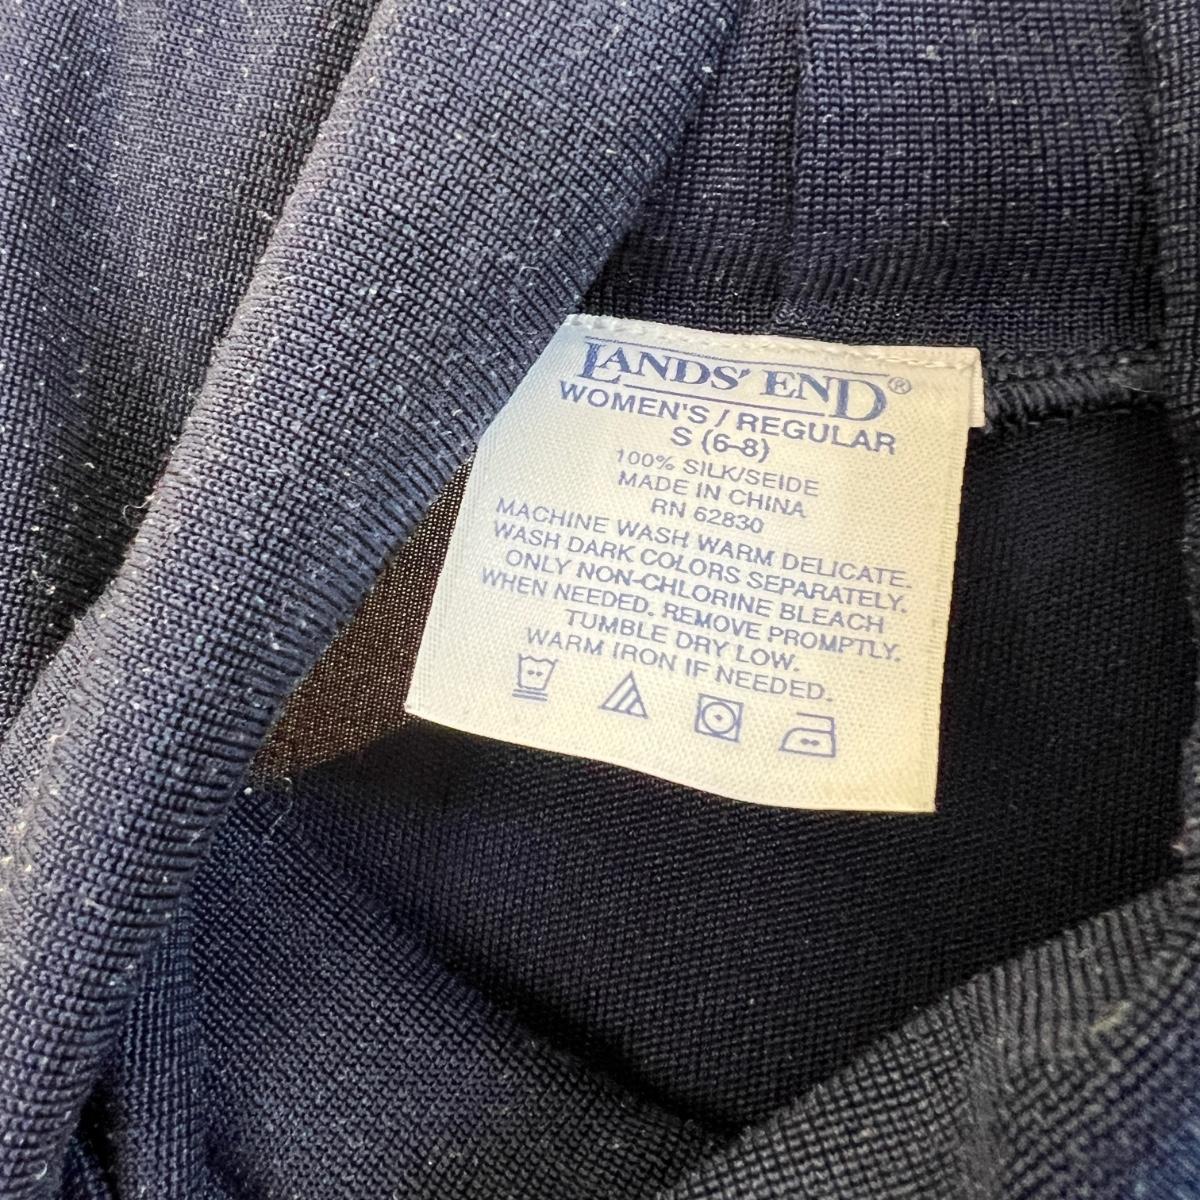 LANDS' END®
WOMEN'S / REGULAR
S (6-8)
100% SILK/SEIDE
MADE IN CHINA
RN 62830
MACHINE WASH WARM DELICATE.
WASH DARK COLORS SEPARATELY.
ONLY NON-CHLORINE BLEACH
WHEN NEEDED. REMOVE PROMPTLY.
TUMBLE DRY LOW.
WARM IRON IF NEEDED.